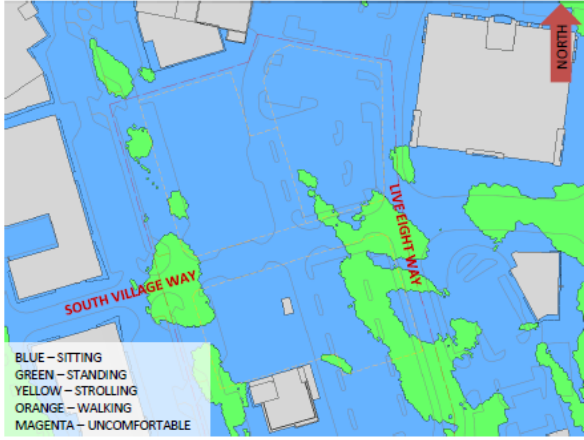 NORTH
LIVE EIGHT WAY
SOUTH VILLAGE WAY
BLUE – SITTING
GREEN – STANDING
YELLOW – STROLLING
ORANGE – WALKING
MAGENTA – UNCOMFORTABLE